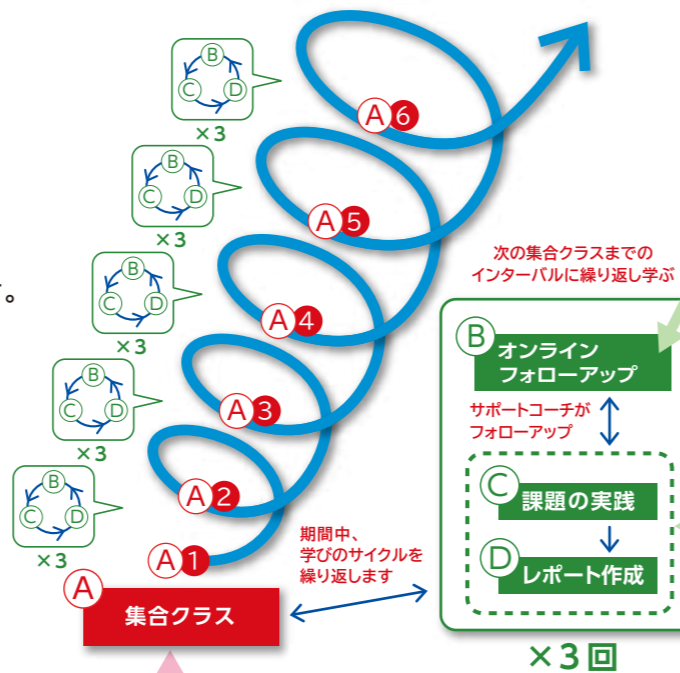 B
C D
×3
A6
B
C D
×3
A5
次の集合クラスまでの
インターバルに繰り返し学ぶ
B
C D
×3
。
A4
B オンライン
フォローアップ
B
C D
×3
A3
サポートコーチが
フォローアップ
B
C D
×3
A2
C 課題の実践
A1
期間中、
学びのサイクルを
繰り返します
D レポート作成
A 集合クラス
×3回